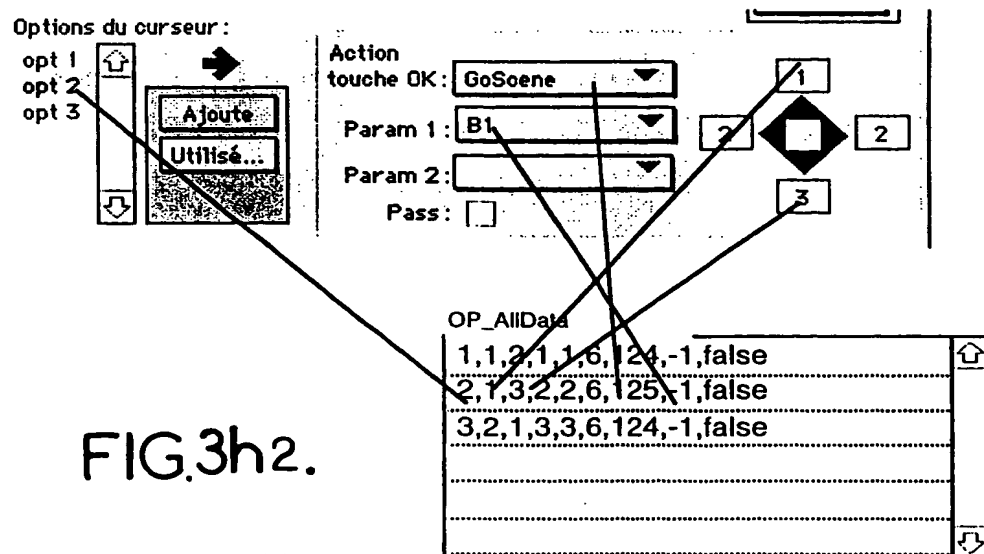 Options du curseur :
opt 1
opt 2
opt 3
Ajoute
Utilisé...
Action
touche OK : GoSoene
Param 1 : B1
Param 2 :
Pass :
1
2 2
3
OP_AllData
1,1,2,1,1,6,124,-1,false
2,1,3,2,2,6,125,-1,false
3,2,1,3,3,6,124,-1,false
FIG.3h2.